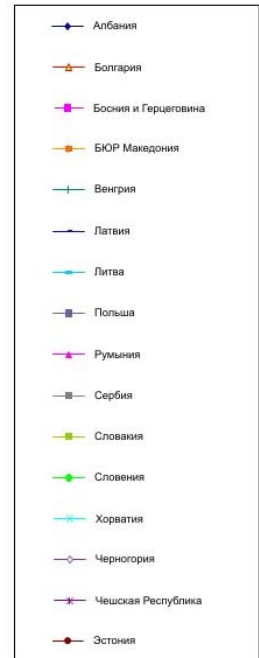 Албания
Болгария
Босния и Герцеговина
БЮР Македония
Венгрия
Латвия
Литва
Польша
Румыния
Сербия
Словакия
Словения
Хорватия
Черногория
Чешская Республика
Эстония